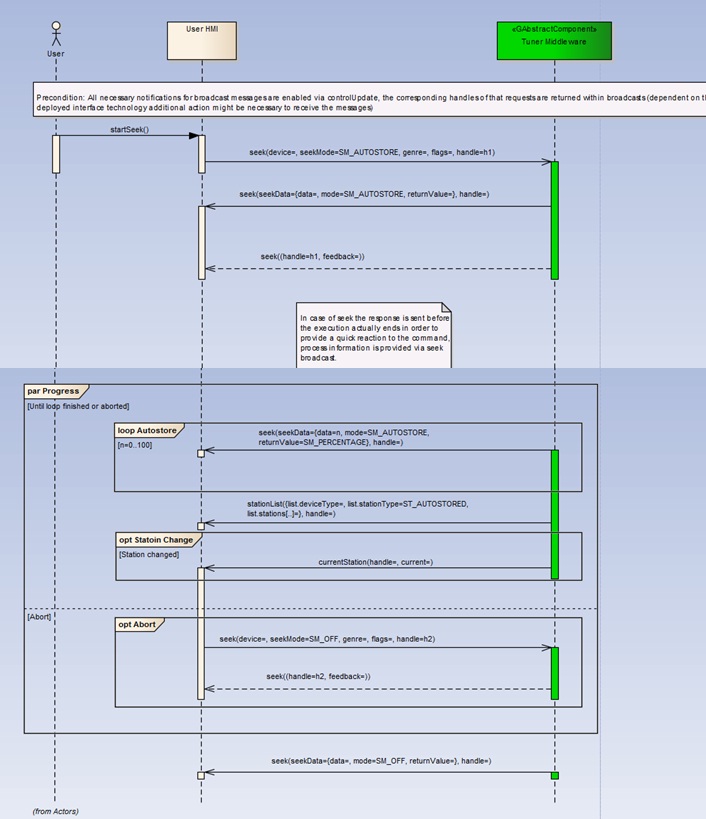 User
User HMI
«GAbstractComponent»
Tuner Middleware
Precondition: All necessary notifications for broadcast messages are enabled via controlUpdate, the corresponding handles of that requests are returned within broadcasts (dependent on
deployed interface technology additional action might be necessary to receive the messages)
startSeek()
seek(device=, seekMode=SM_AUTOSTORE, genre=, flags=, handle=h1)
seek(seekData={data=, mode=SM_AUTOSTORE, returnValue=}, handle=)
seek((handle=h1, feedback=))
In case of seek the response is sent before
the execution actually ends in order to
provide a quick reaction to the command,
process information is provided via seek
broadcast.
par Progress
[Until loop finished or aborted]
loop Autostore
[n=0..100]
seek(seekData={data=n, mode=SM_AUTOSTORE,
returnValue=SM_PERCENTAGE}, handle=)
stationList({list.deviceType=, list.stationType=ST_AUTOSTORED,
list.stations[..]=}, handle=)
opt Statoin Change
[Station changed]
currentStation(handle=, current=)
[Abort]
opt Abort
seek(device=, seekMode=SM_OFF, genre=, flags=, handle=h2)
seek((handle=h2, feedback=))
seek(seekData={data=, mode=SM_OFF, returnValue=}, handle=)
(from Actors)